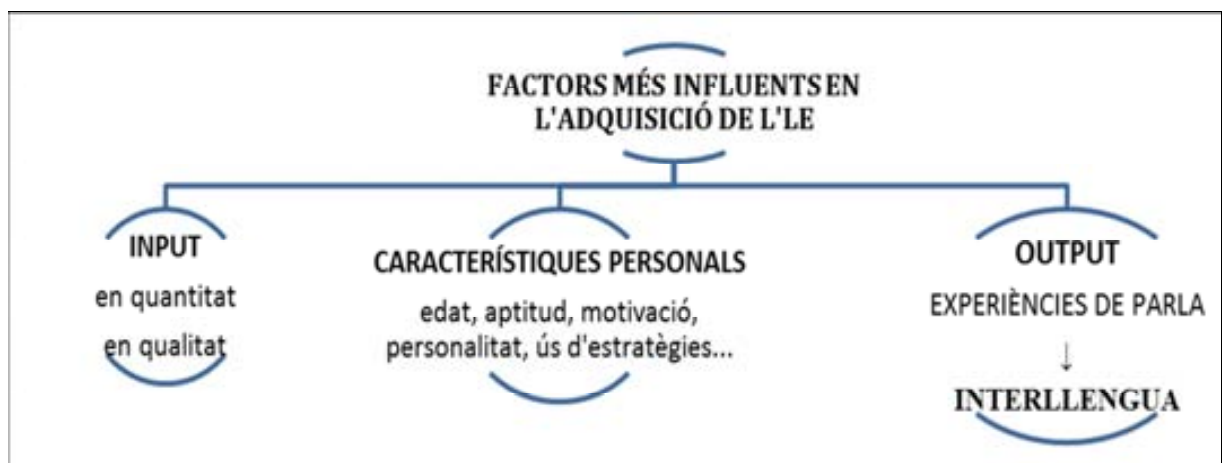 FACTORS MÉS INFLUENTS EN
L'ADQUISICIÓ DE L'LE
INPUT
en quantitat
en qualitat
CARACTERÍSTIQUES PERSONALS
edat, aptitud, motivació,
personalitat, ús d'estratègies...
OUTPUT
EXPERIÈNCIES DE PARLA
↓
INTERLLENGUA